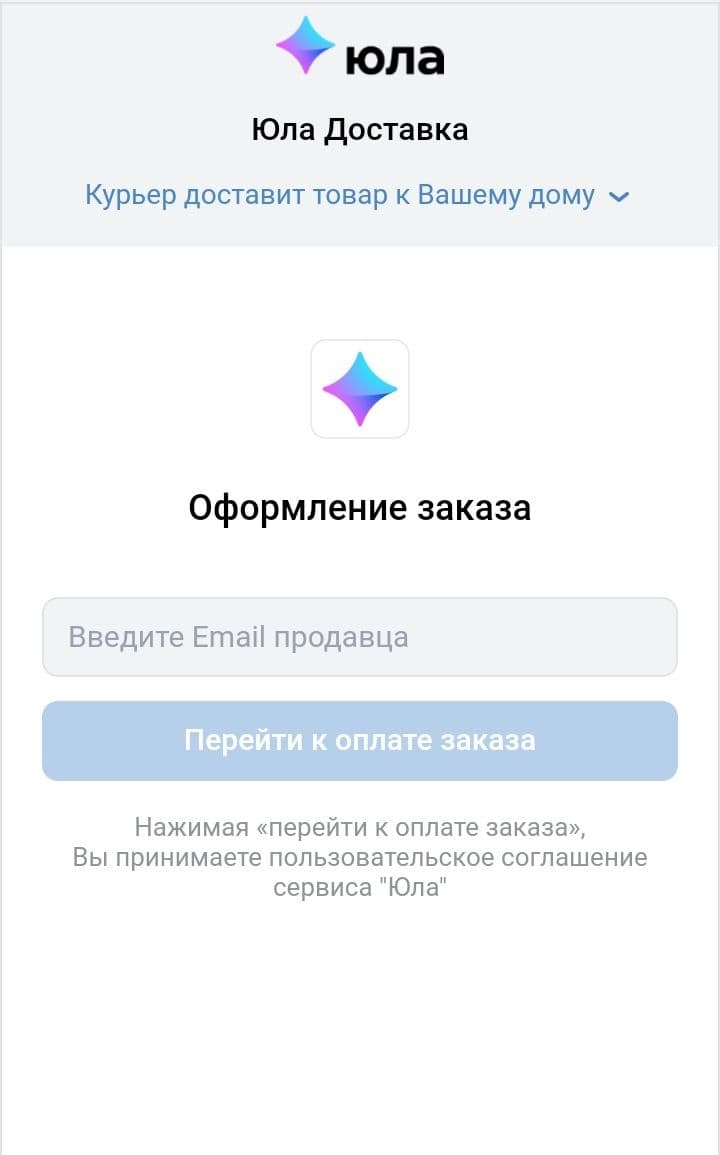 юла
Юла Доставка
Курьер доставит товар к Вашему дому
Оформление заказа
Введите Email продавца
Перейти к оплате заказа
Нажимая «перейти к оплате заказа»,
Вы принимаете пользовательское соглашение
сервиса "Юла"